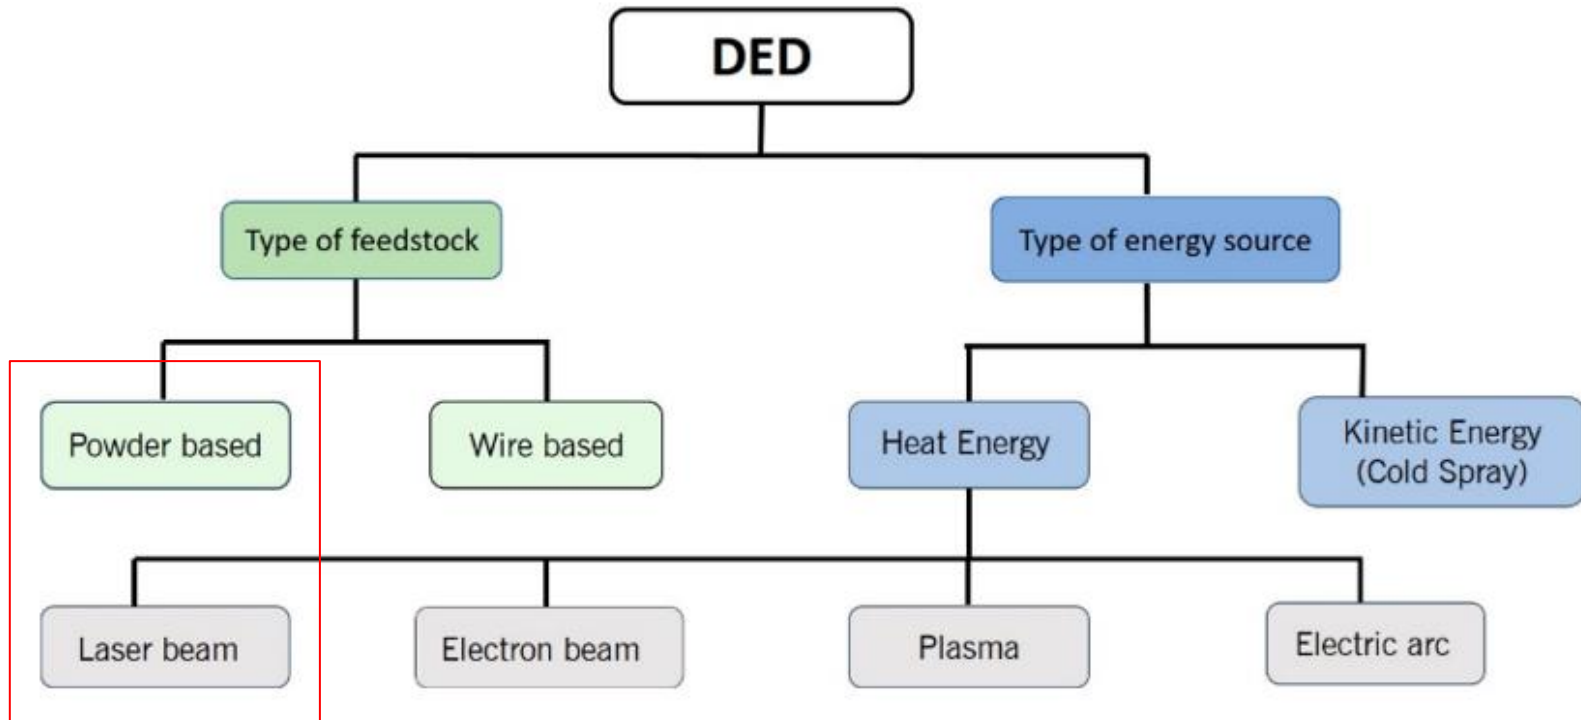 DED
Type of feedstock
Type of energy source
Powder based
Wire based
Heat Energy
Kinetic Energy
(Cold Spray)
Laser beam
Electron beam
Plasma
Electric arc